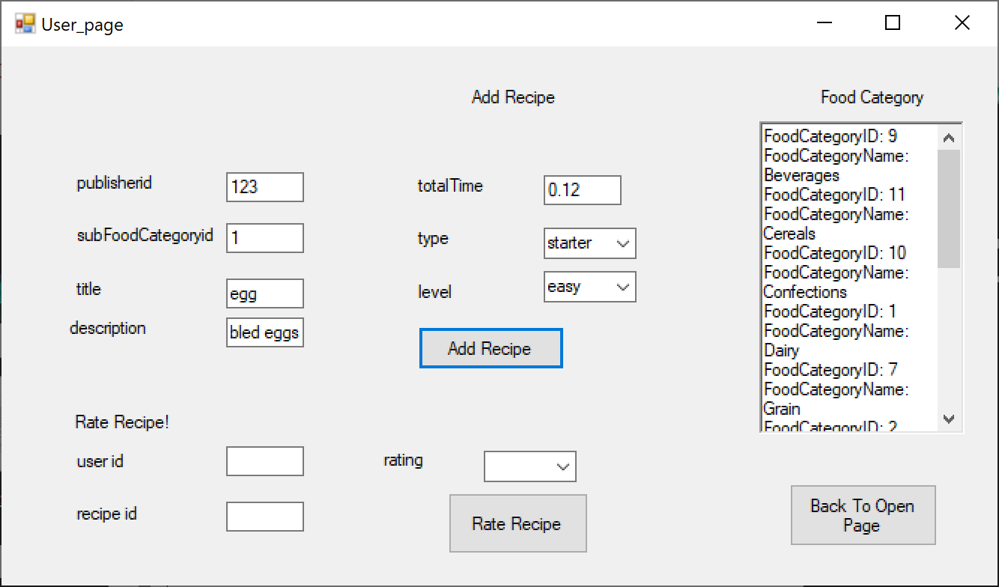 User_page
Add Recipe
Food Category
publisherid
123
subFoodCategoryid
1
title
egg
description
bled eggs
totalTime
0.12
type
starter
level
easy
Add Recipe
FoodCategoryID: 9
FoodCategoryName:
Beverages
FoodCategoryID: 11
FoodCategoryName:
Cereals
FoodCategoryID: 10
FoodCategoryName:
Confections
FoodCategoryID: 1
FoodCategoryName:
Dairy
FoodCategoryID: 7
FoodCategoryName:
Grain
FoodCategoryID: 2
Rate Recipe!
user id
rating
recipe id
Rate Recipe
Back To Open
Page